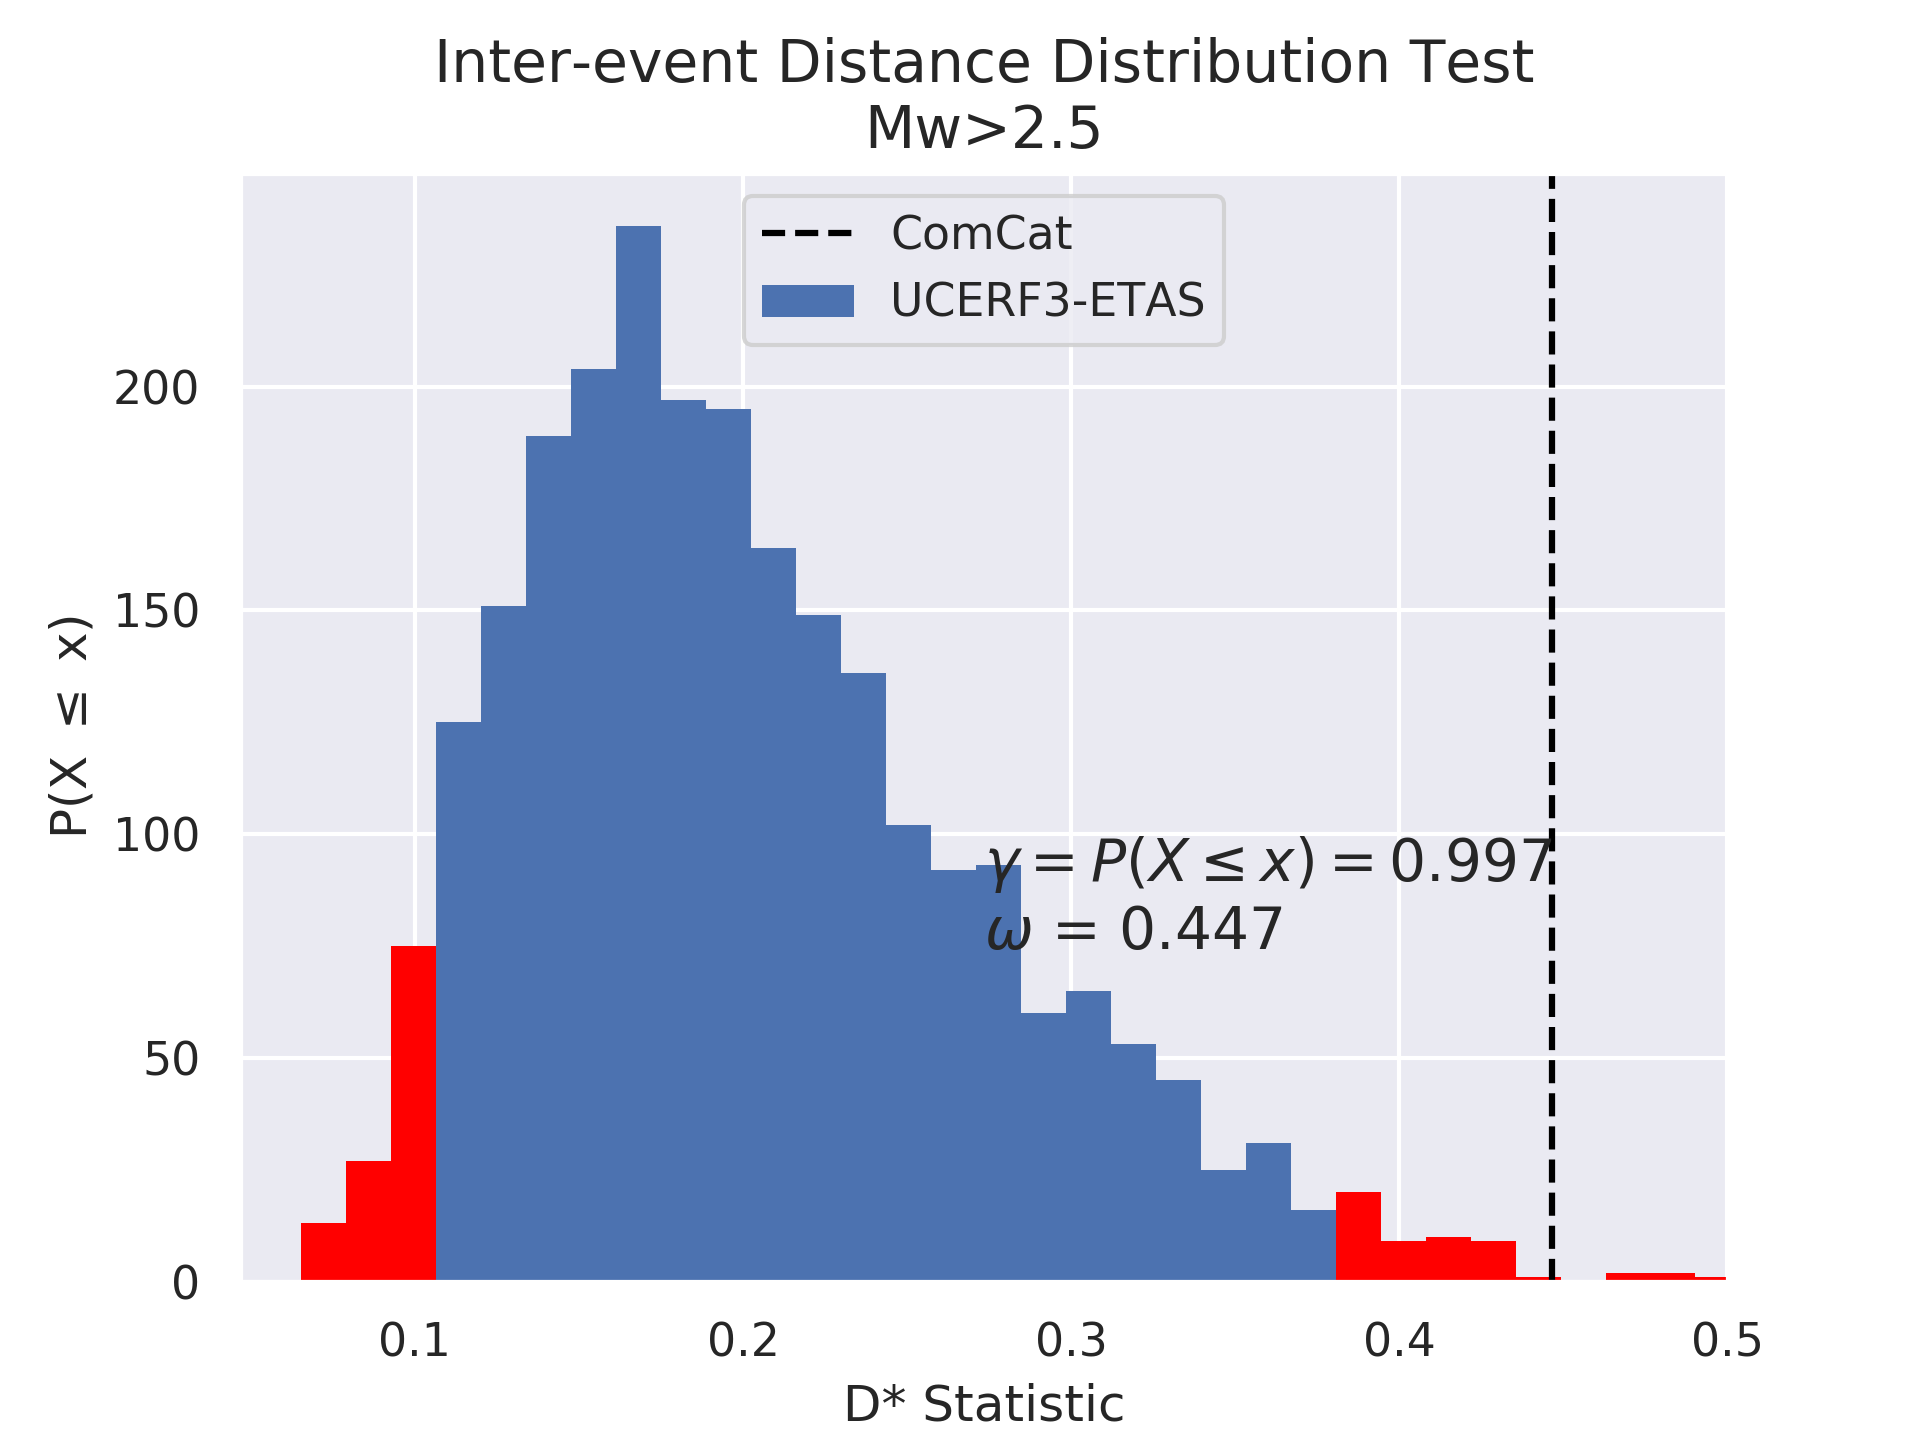 Inter-event Distance Distribution Test
Mw>2.5
ComCat
UCERF3-ETAS
P(X ≤ x)
200
150
100
50
0
γ = P(X ≤ x) = 0.997
ω = 0.447
0.1 0.2 0.3 0.4 0.5
D* Statistic